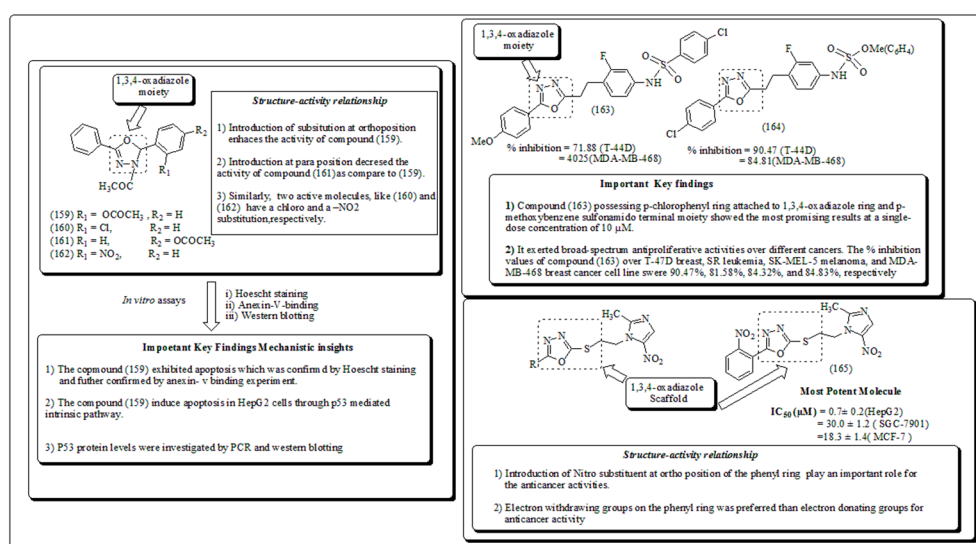 1,3,4-oxadiazole
moiety
Structure-activity relationship
1) Introduction of subsitution at orthoposition
enhaces the activity of compound (159).
2) Introduction at para position decresed the
activity of compound (161)as compare to (159).
3) Similarly, two active molecules, like (160) and
(162) have a chloro and a –NO2
substitution,respectively.
O
N
N
R2
R1
H3COC
(159) R1 = OCOCH3 , R2 = H
(160) R1 = Cl, R2 = H
(161) R1 = H, R2 = OCOCH3
(162) R1 = NO2, R2 = H
In vitro assays
i) Hoescht staining
ii) Anexin-V-binding
iii) Western blotting
Impoetant Key Findings Mechanistic insights
1) The copmound (159) exhibited apoptosis which was confirmed by Hoescht staining
and futher confirmed by anexin- v binding experiment.
2) The compound (159) induce apoptosis in HepG2 cells through p53 mediated
intrinsic pathway.
3) P53 protein levels were investigated by PCR and western blotting
1,3,4-oxadiazole
moiety
Cl
F
O
S
NH
O
N
N
O
(163)
MeO
% inhibition = 71.88 (T-44D)
= 4025(MDA-MB-468)
O
OMe(C6H4)
F
S
NH
O
N
N
O
(164)
Cl
% inhibition = 90.47 (T-44D)
= 84.81(MDA-MB-468)
Important Key findings
1) Compound (163) possessing p-chlorophenyl ring attached to 1,3,4-oxadiazole ring and p-
methoxybenzene sulfonamido terminal moiety showed the most promising results at a single-
dose concentration of 10 µM.
2) It exerted broad-spectrum antiproliferative activities over different cancers. The % inhibition
values of compound (163) over T-47D breast, SR leukemia, SK-MEL-5 melanoma, and MDA-
MB-468 breast cancer cell line swere 90.47%, 81.58%, 84.32%, and 84.83%, respectively
H3C
N
N
NO2
N
N
S
O
R
1,3,4-oxadiazole
Scaffold
H3C
N
N
NO2
NO2
N
N
S
O
(165)
Most Potent Molecule
IC50 (µM) = 0.7± 0.2(HepG2)
= 30.0 ± 1.2 ( SGC-7901)
=18.3 ± 1.4( MCF-7 )
Structure-activity relationship
1) Introduction of Nitro substituent at ortho position of the phenyl ring play an important role for
the anticancer activities.
2) Electron withdrawing groups on the phenyl ring was preferred than electron donating groups for
anticancer activity